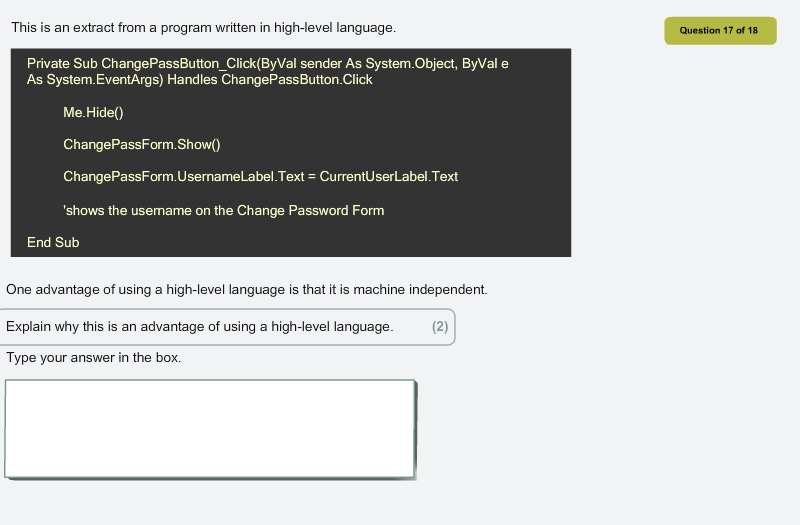 This is an extract from a program written in high-level language.
Question 17 of 18
Private Sub ChangePassButton_Click(ByVal sender As System.Object, ByVal e
As System.EventArgs) Handles ChangePassButton.Click
Me.Hide()
ChangePassForm.Show()
ChangePassForm.UsernameLabel.Text = CurrentUserLabel.Text
'shows the username on the Change Password Form
End Sub
One advantage of using a high-level language is that it is machine independent.
Explain why this is an advantage of using a high-level language. (2)
Type your answer in the box.